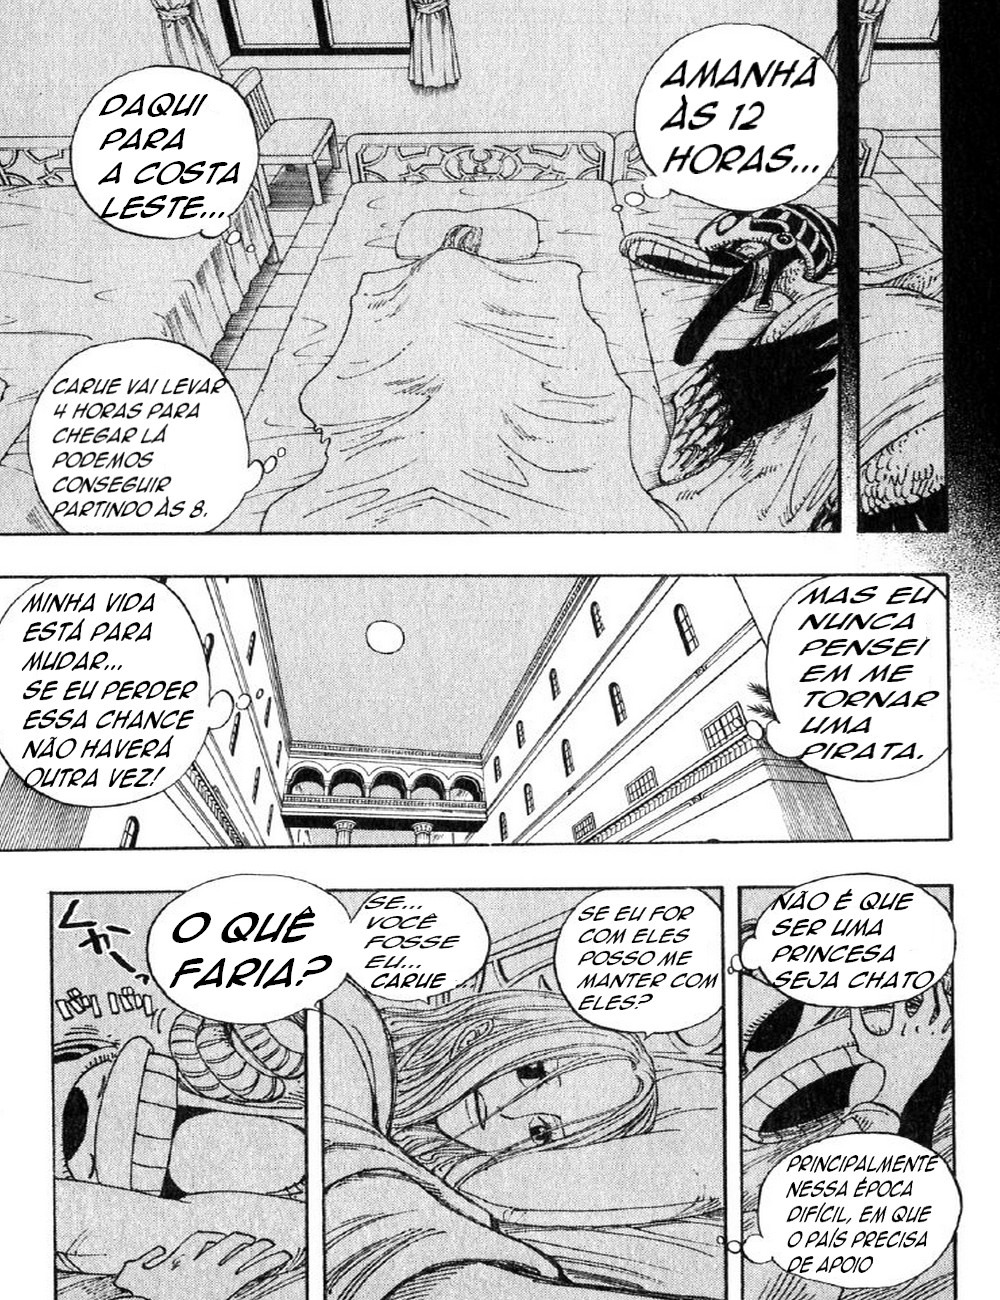 AMANHÃ
ÀS 12
HORAS...
DAQUI
PARA
A COSTA
LESTE...
CARUE VAI LEVAR
4 HORAS PARA
CHEGAR LÁ
PODEMOS
CONSEGUIR
PARTINDO ÀS 8.
MAS EU
NUNCA
PENSEI
EM ME
TORNAR
UMA
PIRATA.
MINHA VIDA
ESTÁ PARA
MUDAR...
SE EU PERDER
ESSA CHANCE
NÃO HAVERÁ
OUTRA VEZ!
NÃO É QUE
SER UMA
PRINCESA
SEJA CHATO
PRINCIPALMENTE
NESSA ÉPOCA
DIFÍCIL, EM QUE
O PAÍS PRECISA
DE APOIO
SE EU FOR
COM ELES
POSSO ME
MANTER COM
ELES?
SE...
VOCÊ
FOSSE
EU...
CARUE ...
O QUÊ
FARIA?